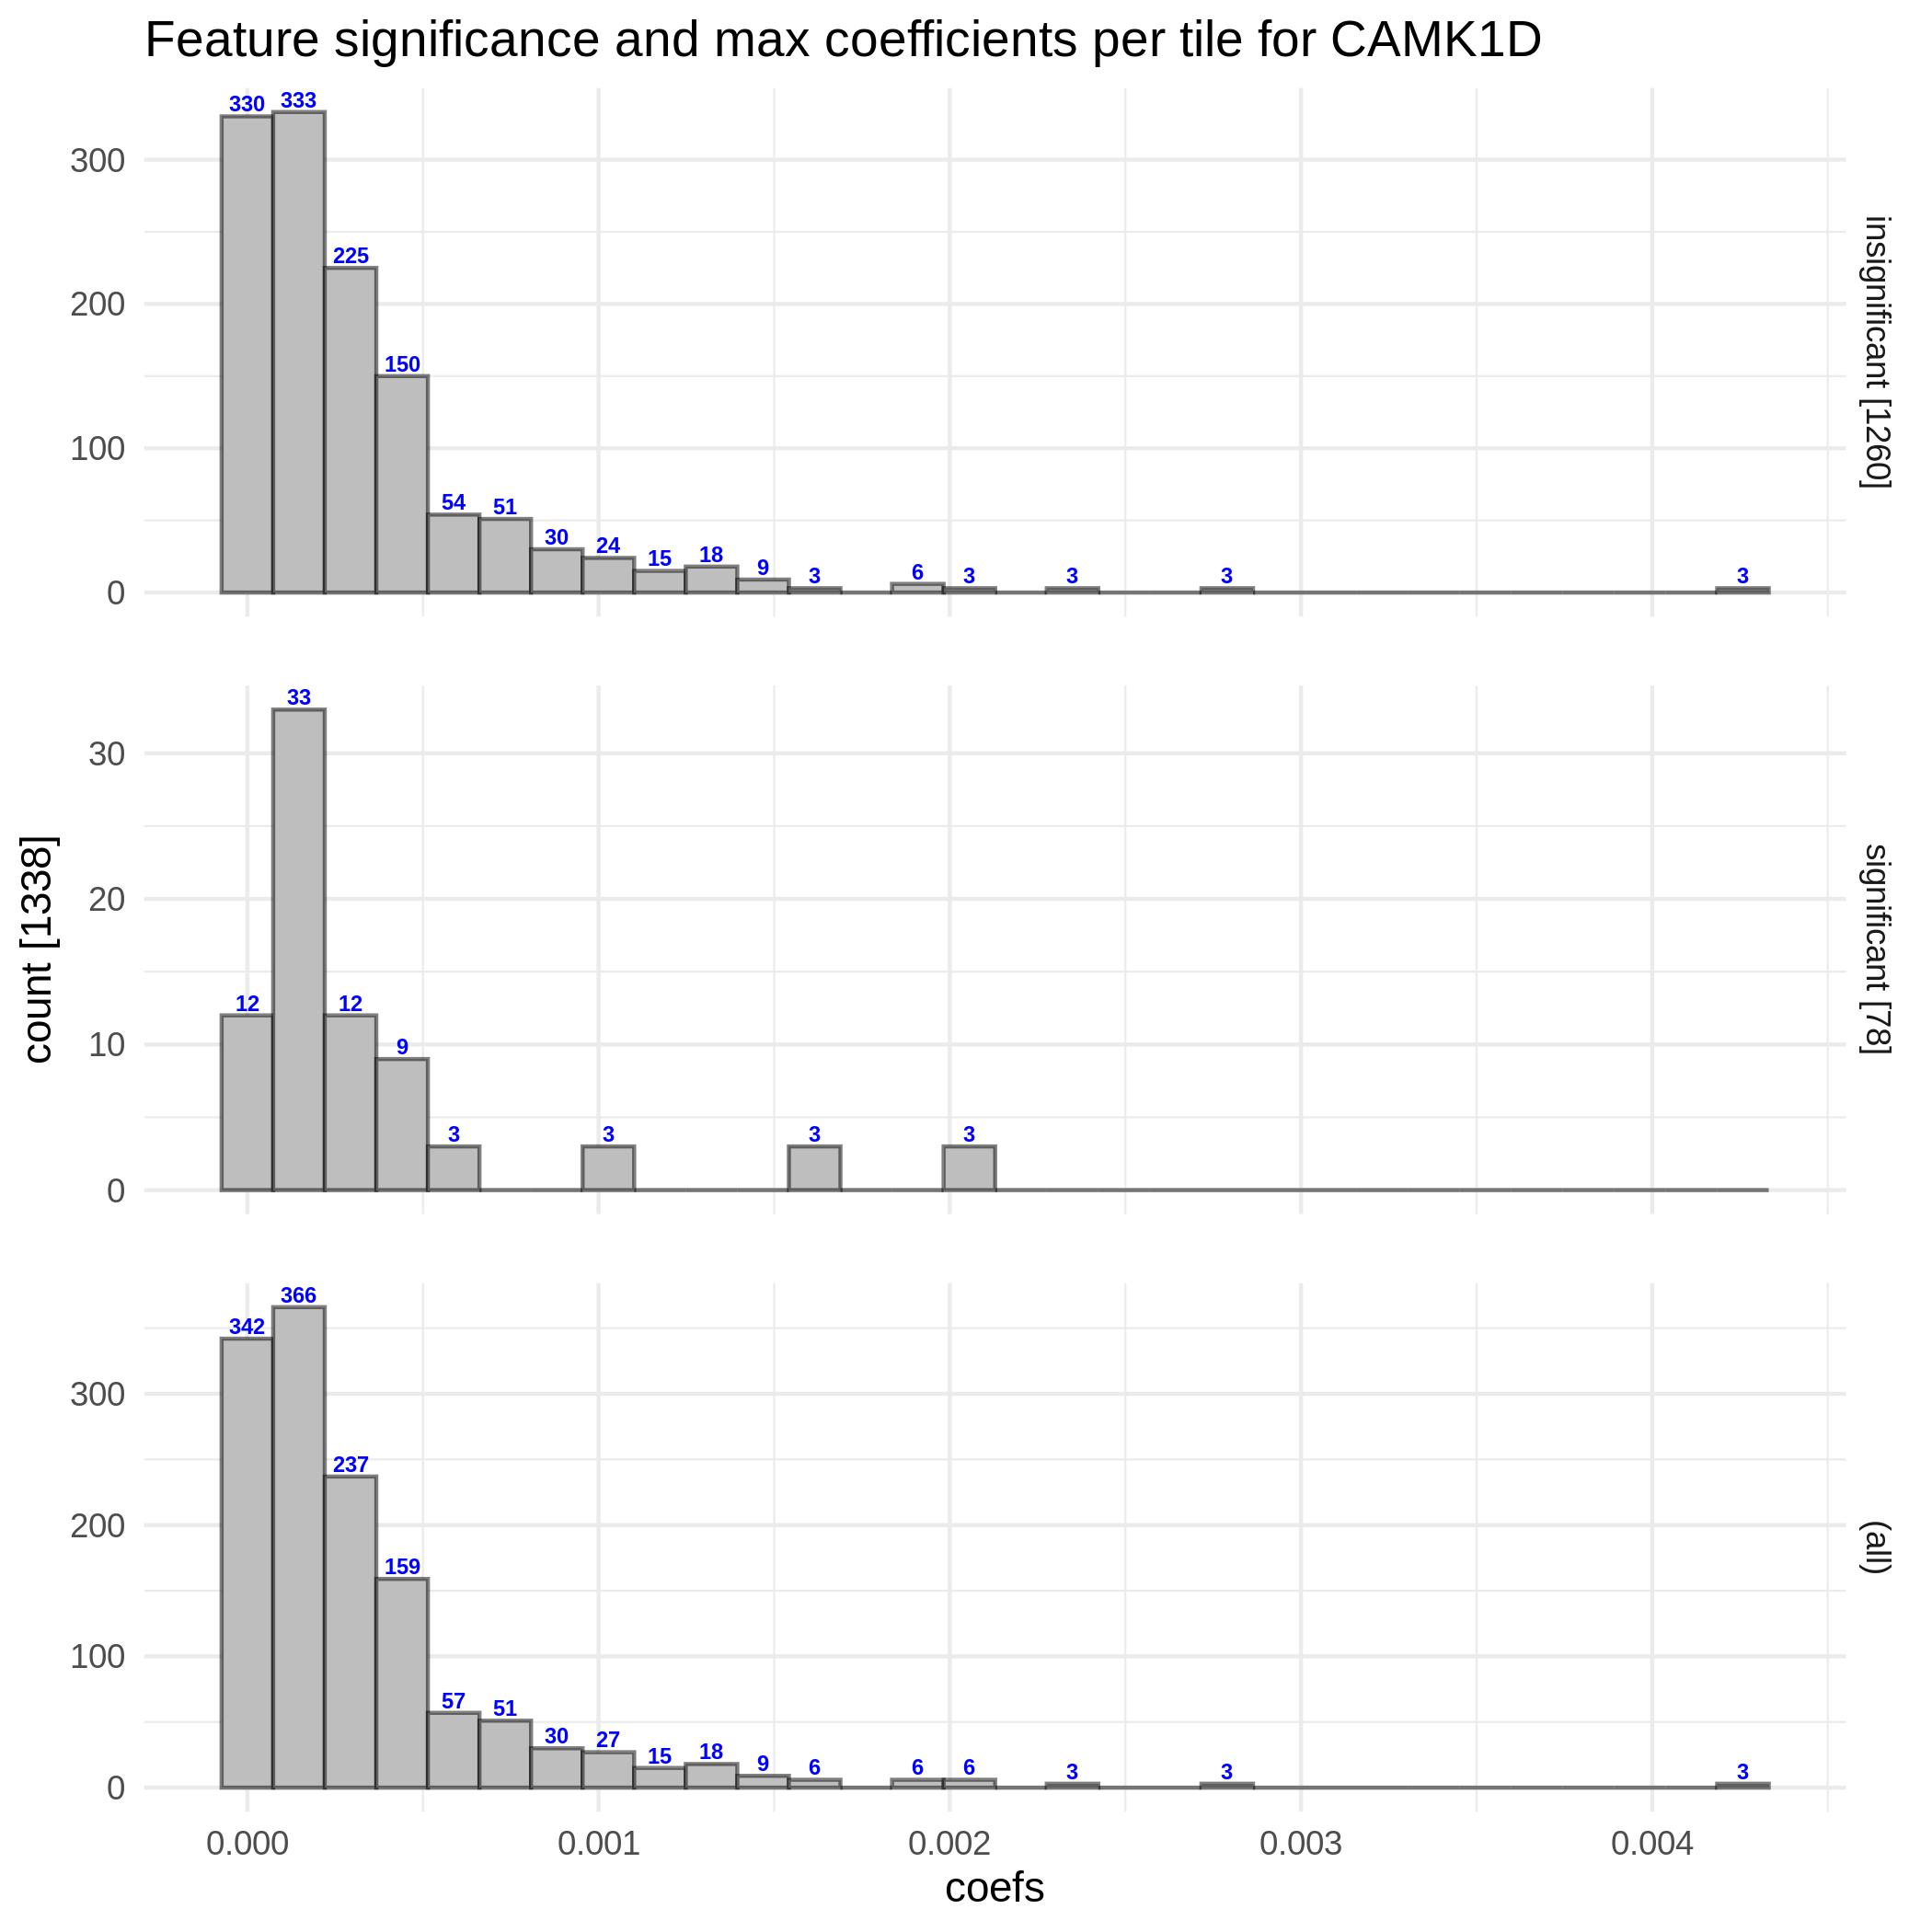 Feature significance and max coefficients per tile for CAMK1D
330 333 225 150 54 51 30 24 15 18 9 3 6 3 3 3 3
300
200
100
0
insignificant [1260]
count [1338]
12 33 12 9 3 3 3 3
30
20
10
0
significant [78]
342 366 237 159 57 51 30 27 15 18 9 6 6 6 3 3 3
300
200
100
0
(all)
0.000 0.001 0.002 0.003 0.004
coefs